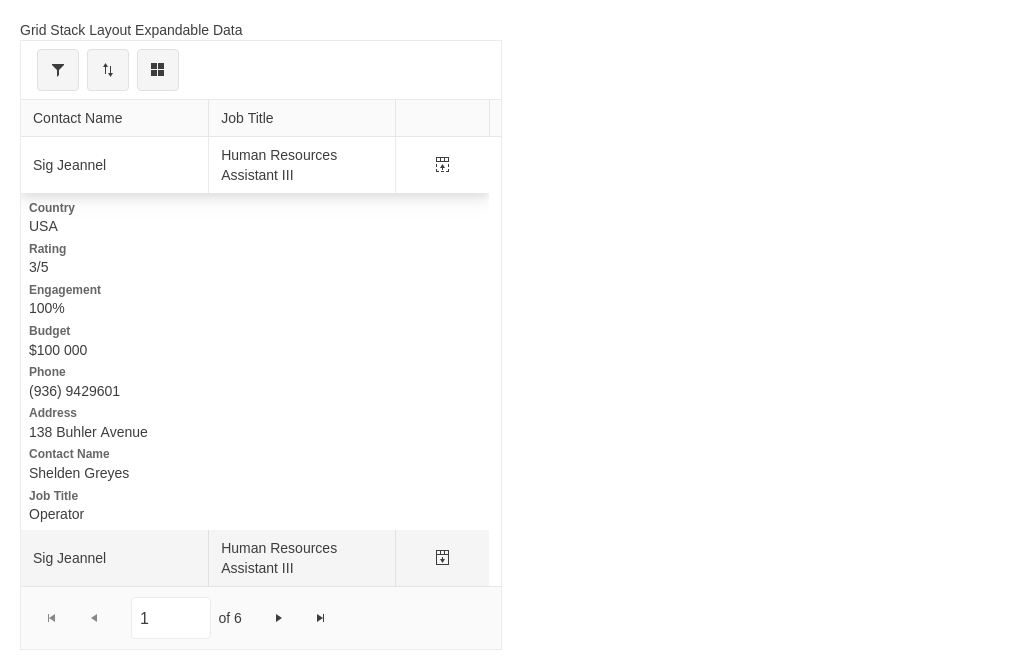 Grid Stack Layout Expandable Data
Contact Name Job Title
Sig Jeannel Human Resources
Assistant III
Country
USA
Rating
3/5
Engagement
100%
Budget
$100 000
Phone
(936) 9429601
Address
138 Buhler Avenue
Contact Name
Shelden Greyes
Job Title
Operator
Sig Jeannel Human Resources
Assistant III
1 of 6